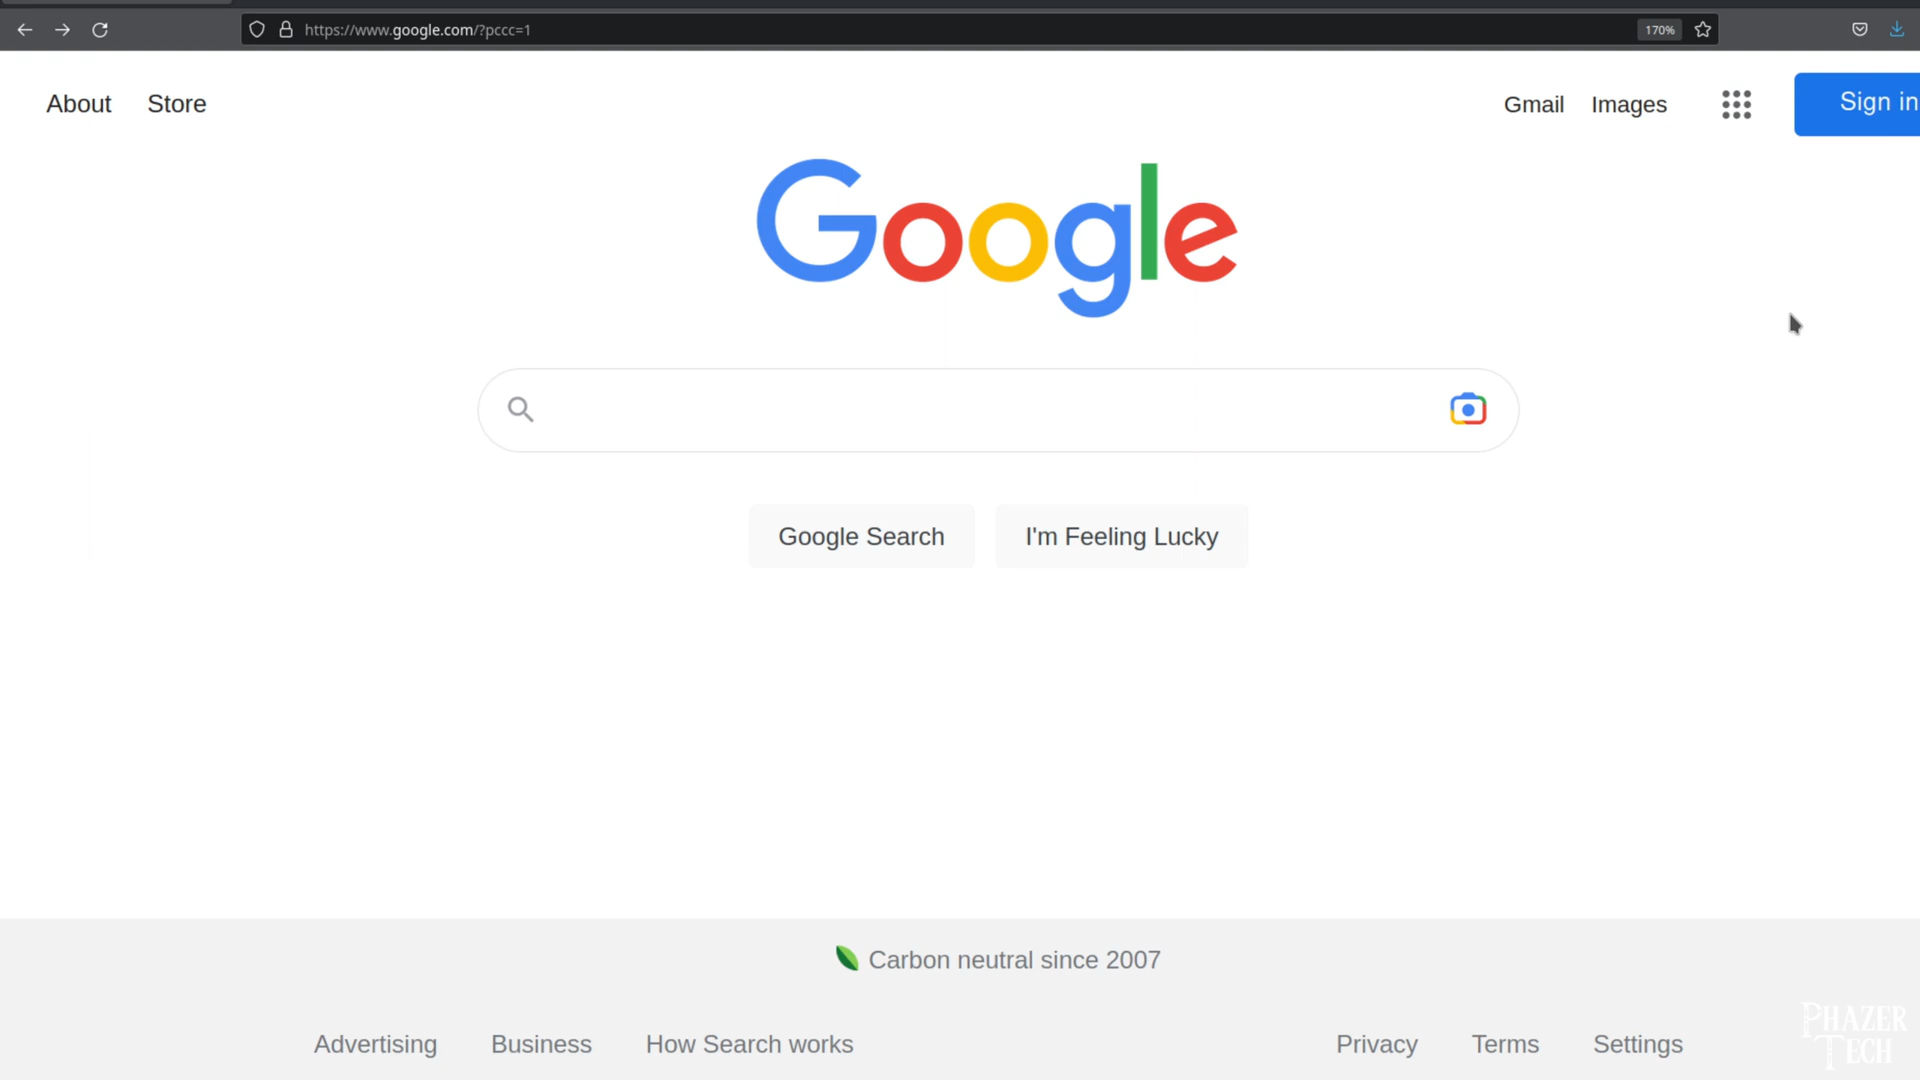 https://www.google.com/?pccc=1
170%
About Store
Gmail Images
Sign in
Google
Google Search
I'm Feeling Lucky
Carbon neutral since 2007
Advertising Business How Search works
Privacy Terms Settings
PHAZER
TECH